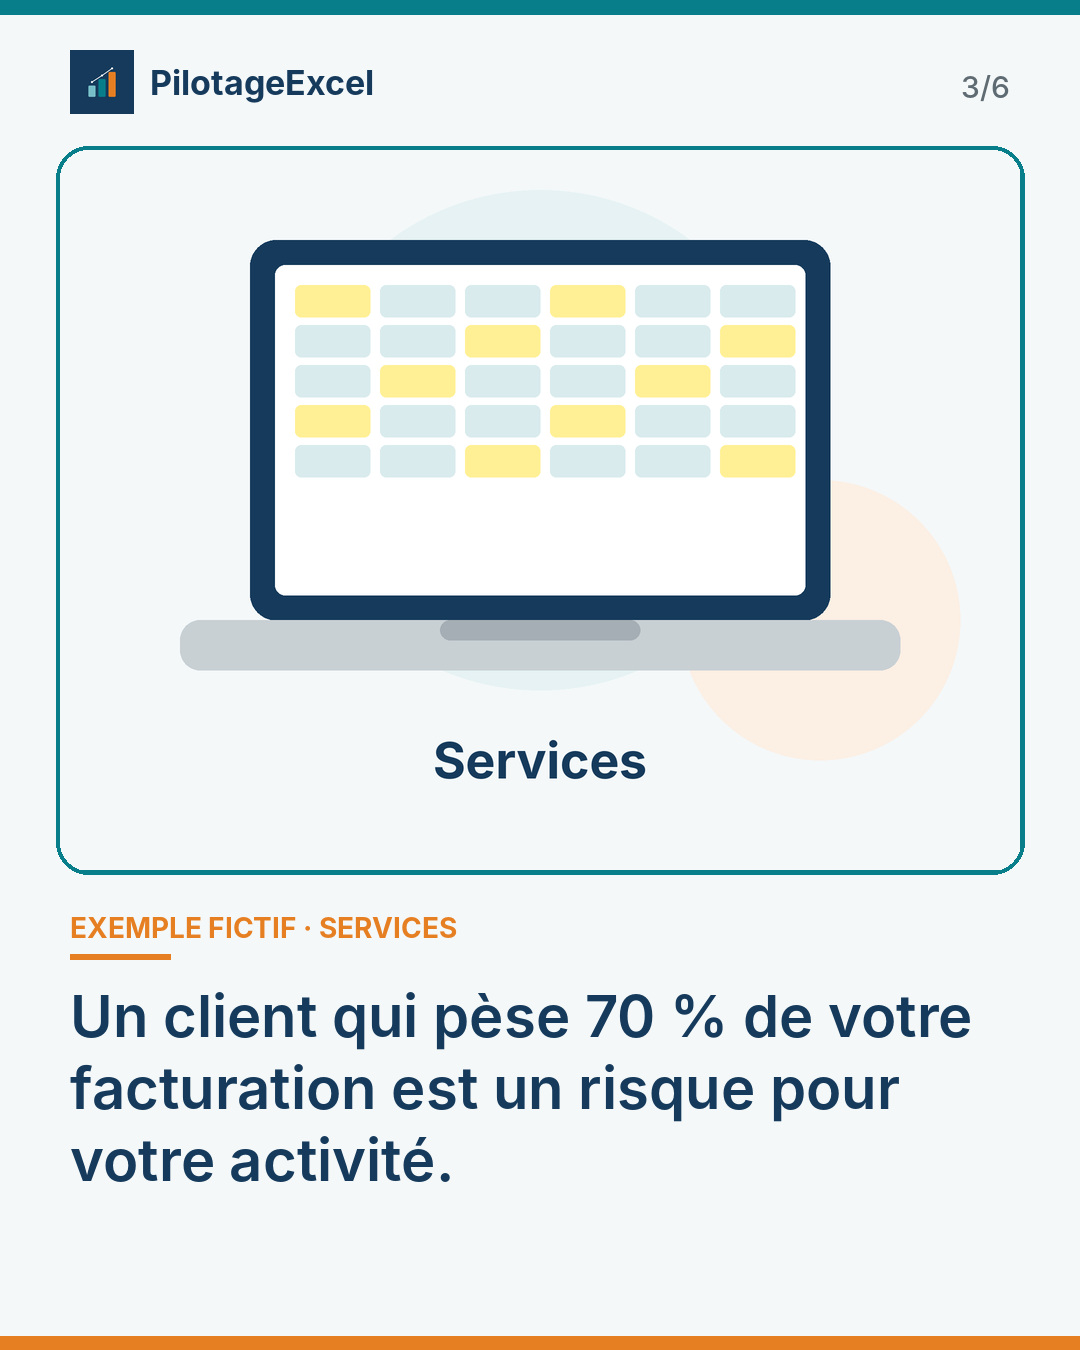 PilotageExcel
3/6
Services
EXEMPLE FICTIF · SERVICES
Un client qui pèse 70 % de votre
facturation est un risque pour
votre activité.